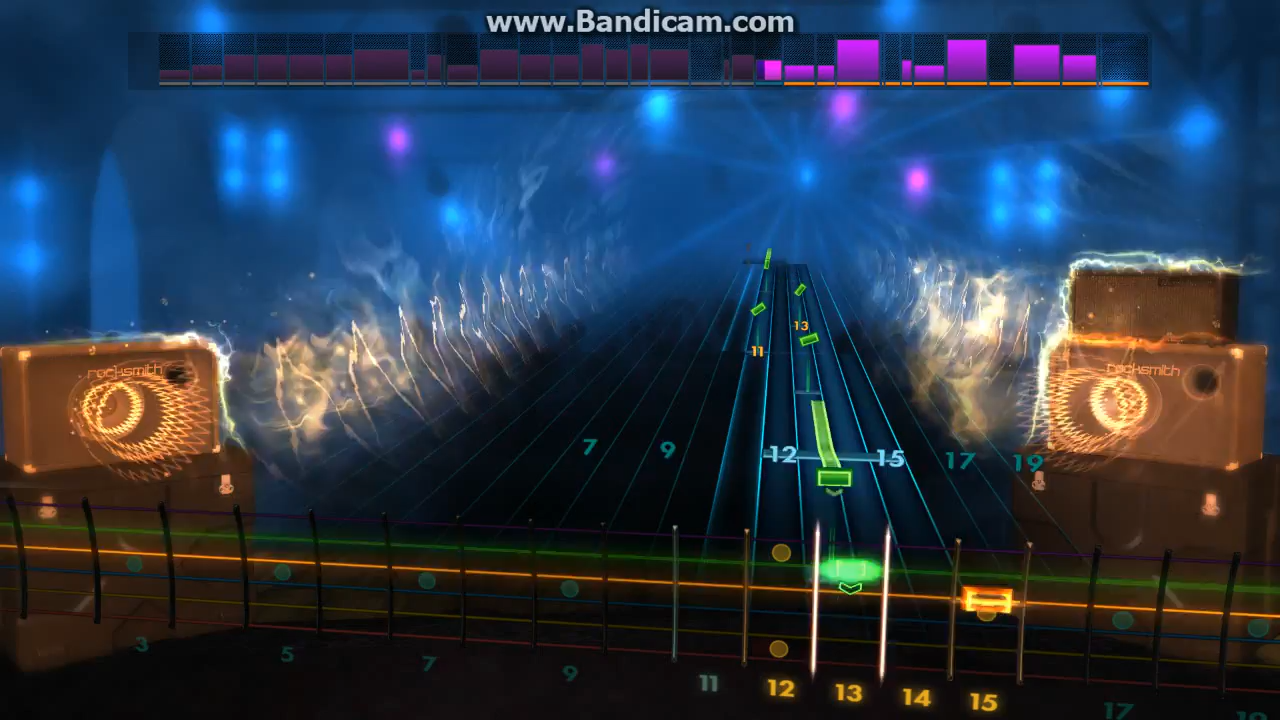 www.Bandicam.com
rocksmith
rocksmith
13
11
7 9 12 15 17 19
3 5 7 9 11 12 13 14 15 17 19